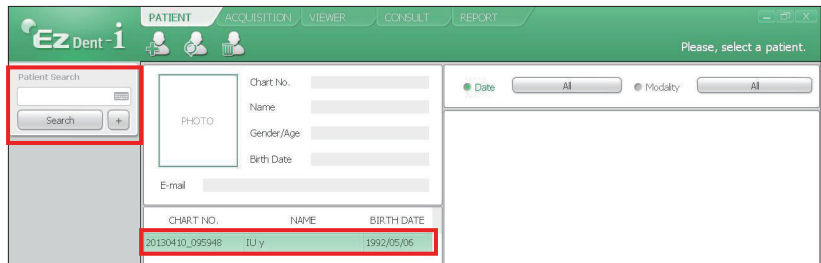 PATIENT ACQUISITION VIEWER CONSULT REPORT
Ez Dent-i
Please, select a patient.
Patient Search
Search +
PHOTO
Chart No.
Name
Gender/Age
Birth Date
E-mail
Date All Modality All
CHART NO. NAME BIRTH DATE
20130410_095948 IU y 1992/05/06